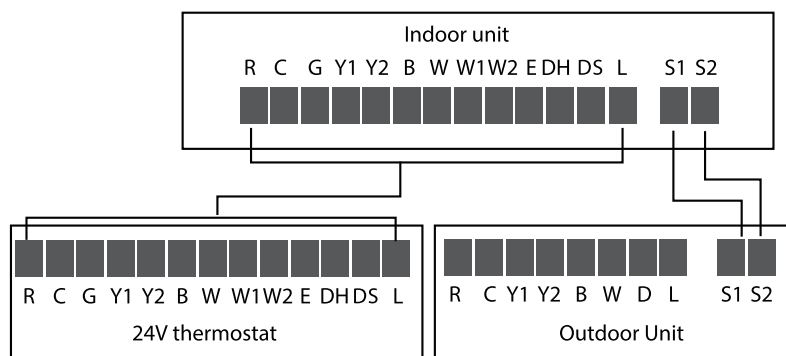 Indoor unit
R C G Y1 Y2 B W W1 W2 E DH DS L S1 S2
R C G Y1 Y2 B W W1 W2 E DH DS L
24V thermostat
R C Y1 Y2 B W D L S1 S2
Outdoor Unit